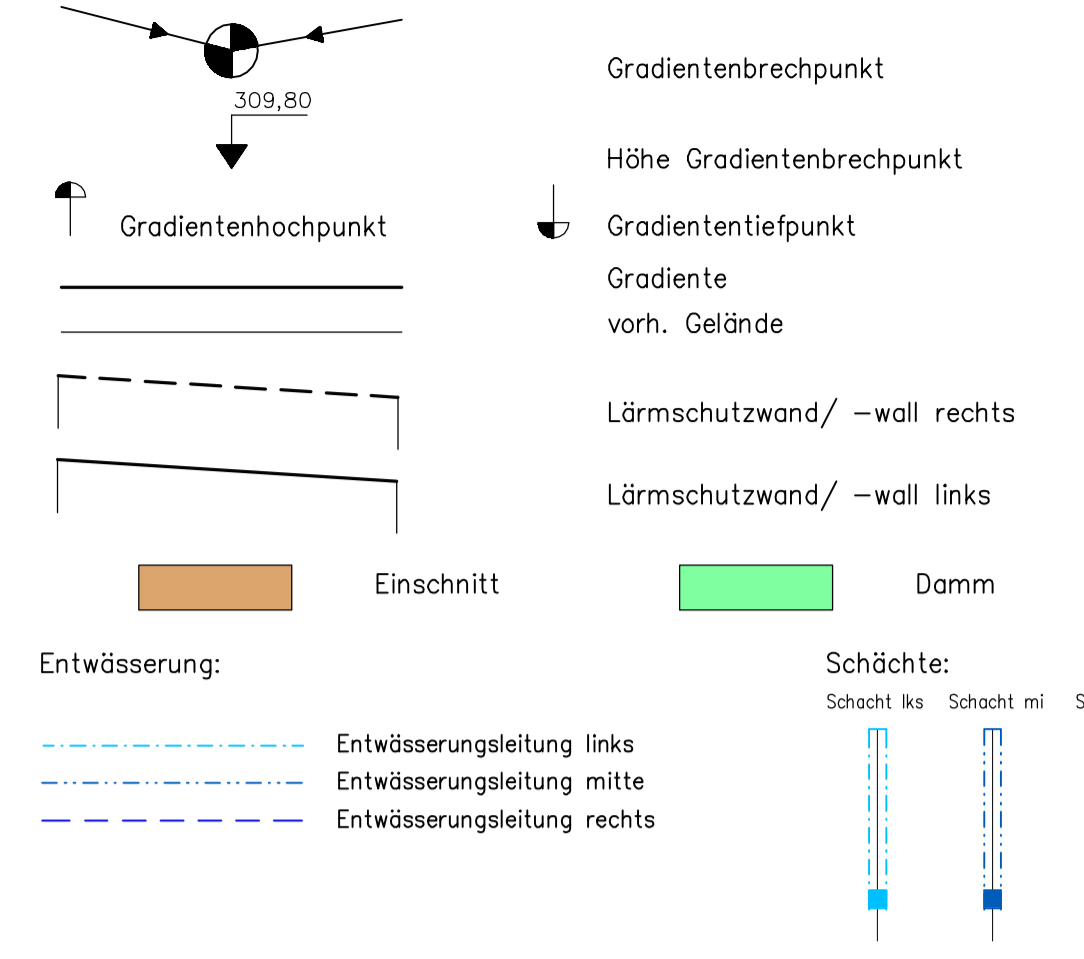 Gradientenbrechpunkt
309,80
Höhe Gradientenbrechpunkt
Gradientenhochpunkt
Gradiententiefpunkt
Gradiente
vorh. Gelände
Lärmschutzwand/ -wall rechts
Lärmschutzwand/ -wall links
Einschnitt
Damm
Entwässerung:
Schächte:
Schacht lks
Schacht mi
Entwässerungsleitung links
Entwässerungsleitung mitte
Entwässerungsleitung rechts